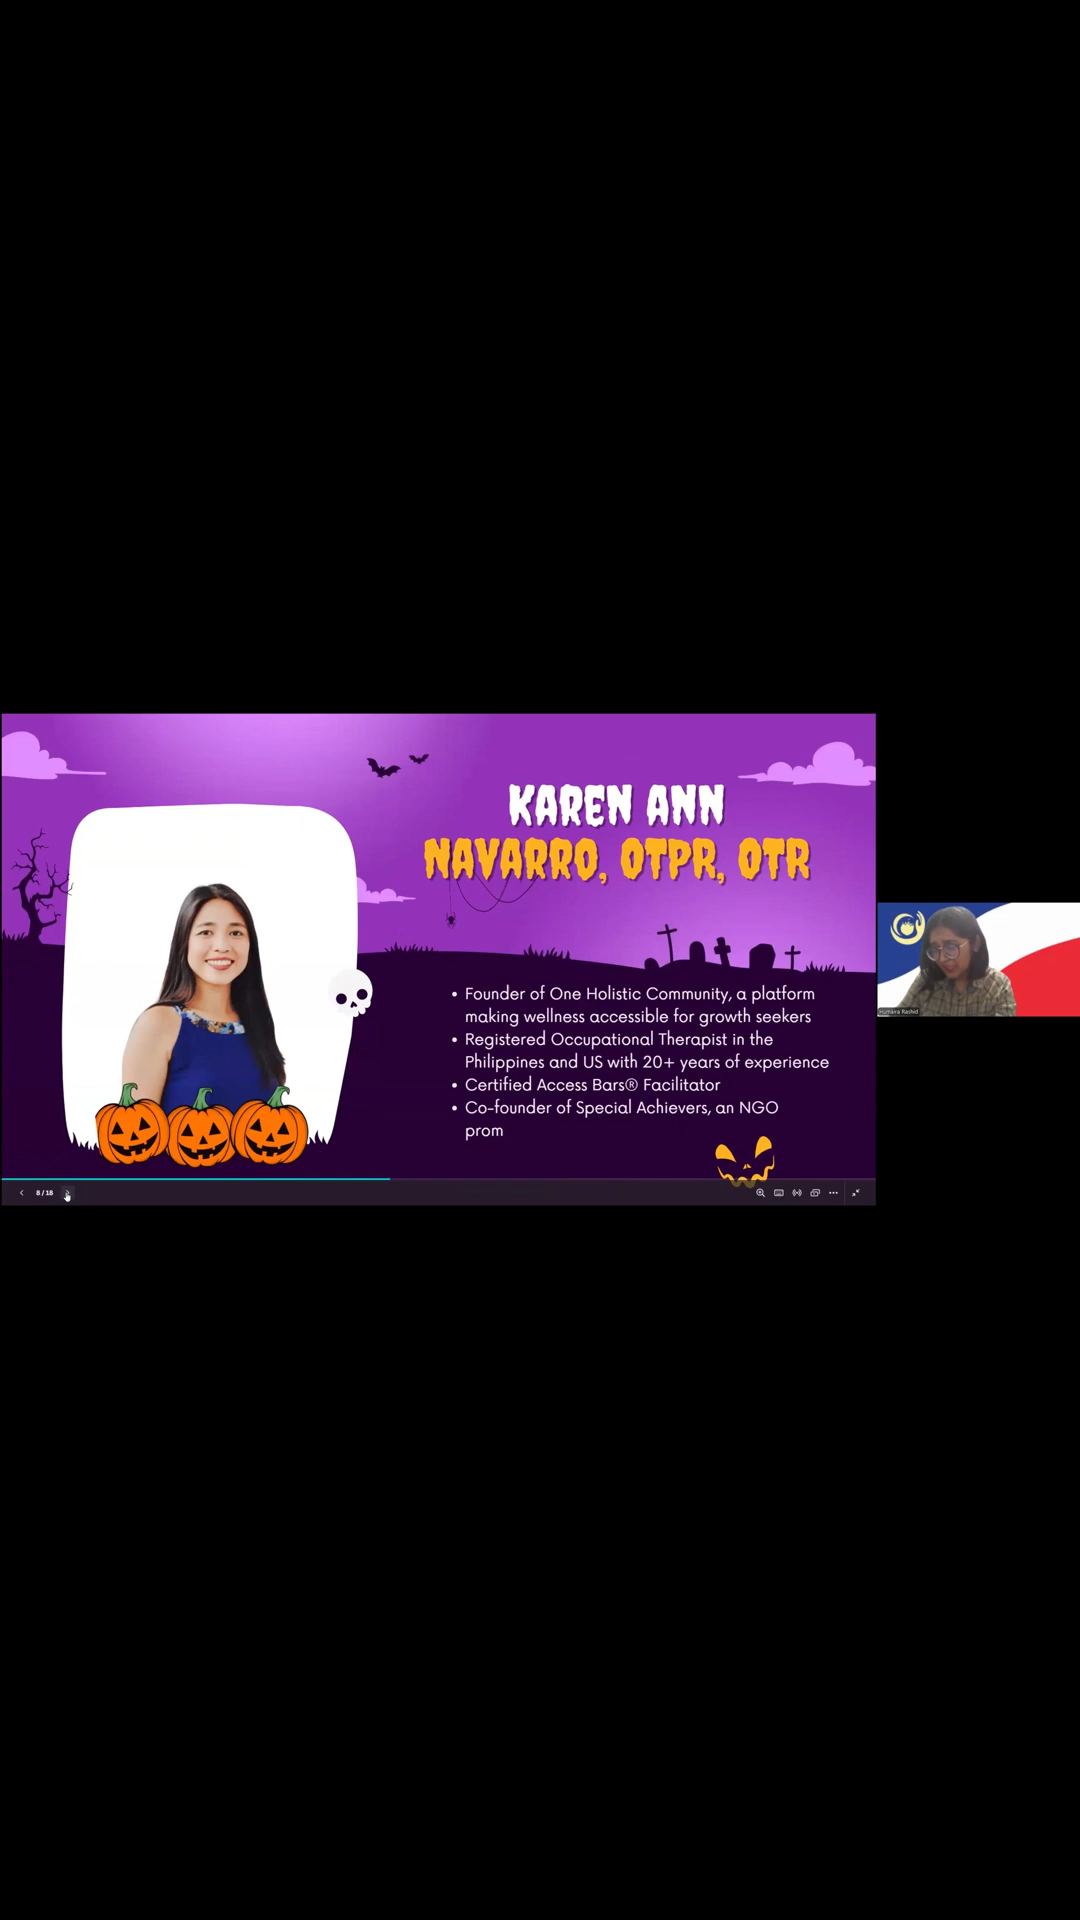 KAREN ANN
NAVARRO, OTPR, OTR
• Founder of One Holistic Community, a platform
making wellness accessible for growth seekers
• Registered Occupational Therapist in the
Philippines and US with 20+ years of experience
• Certified Access Bars® Facilitator
• Co-founder of Special Achievers, an NGO
prom
8 / 18
Humaira Rashid